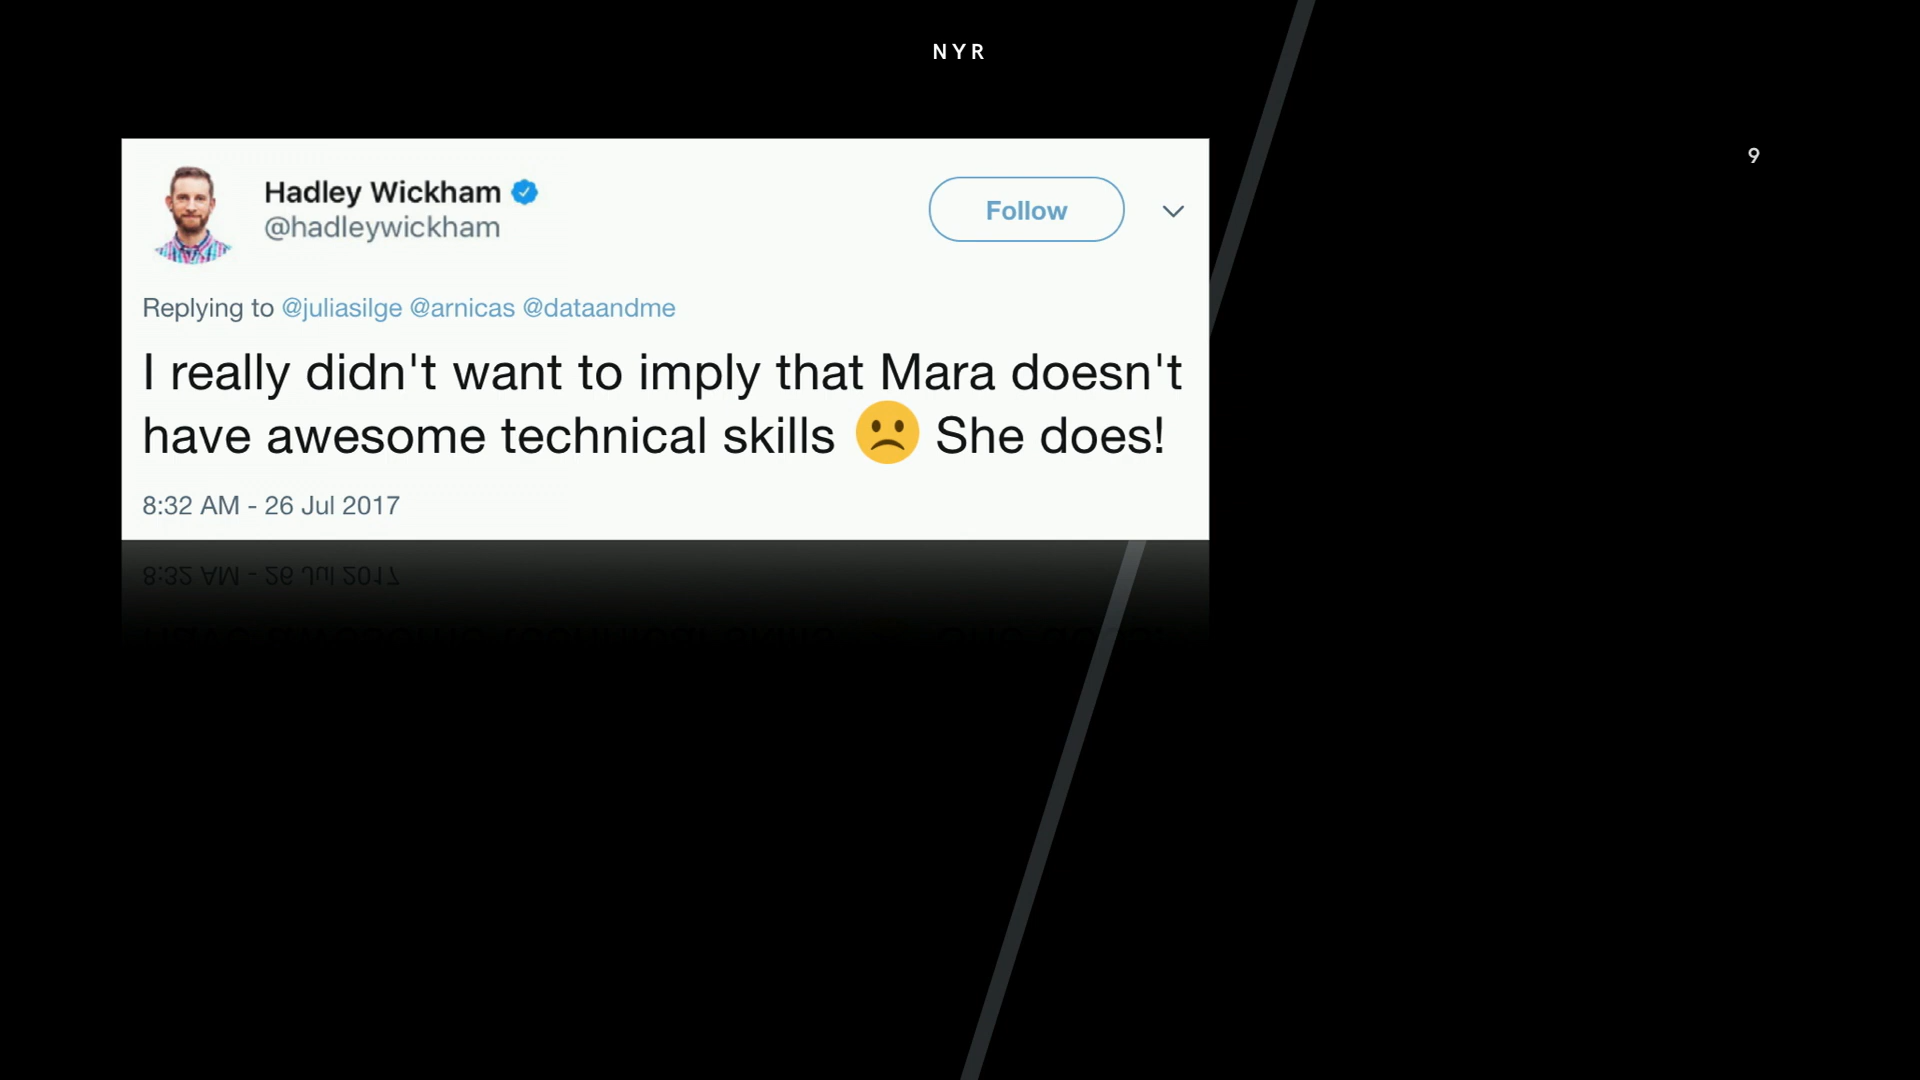 NYR
9
Hadley Wickham
@hadleywickham
Follow
Replying to @juliasilge @arnicas @dataandme
I really didn't want to imply that Mara doesn't
have awesome technical skills ☹️ She does!
8:32 AM - 26 Jul 2017